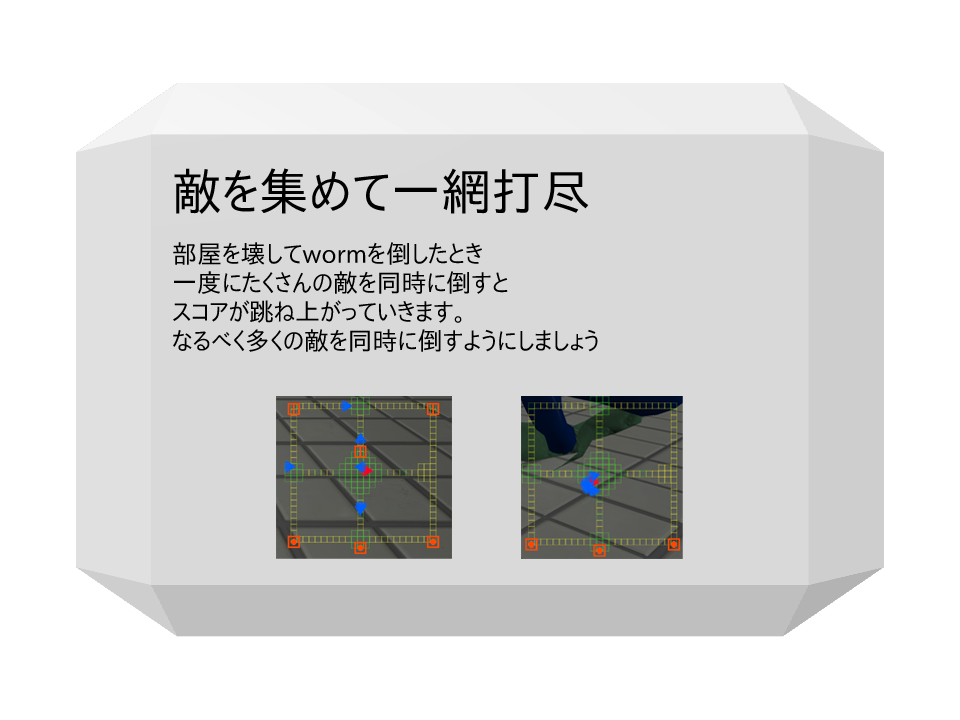 敵を集めて一網打尽
部屋を壊してwormを倒したとき
一度にたくさんの敵を同時に倒すと
スコアが跳ね上がっていきます。
なるべく多くの敵を同時に倒すようにしましょう